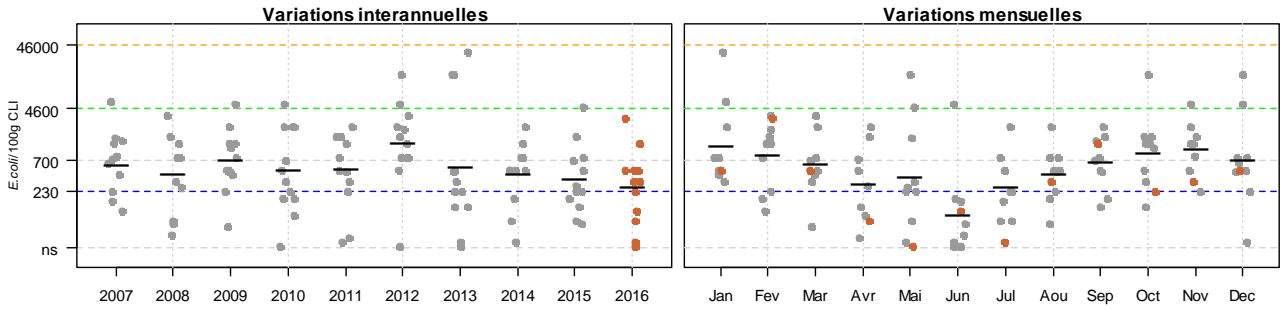 Variations interannuelles
Variations mensuelles
E.coli/100g CLI
46000
4600
700
230
ns
2007 2008 2009 2010 2011 2012 2013 2014 2015 2016
Jan Fev Mar Avr Mai Jun Jul Aou Sep Oct Nov Dec